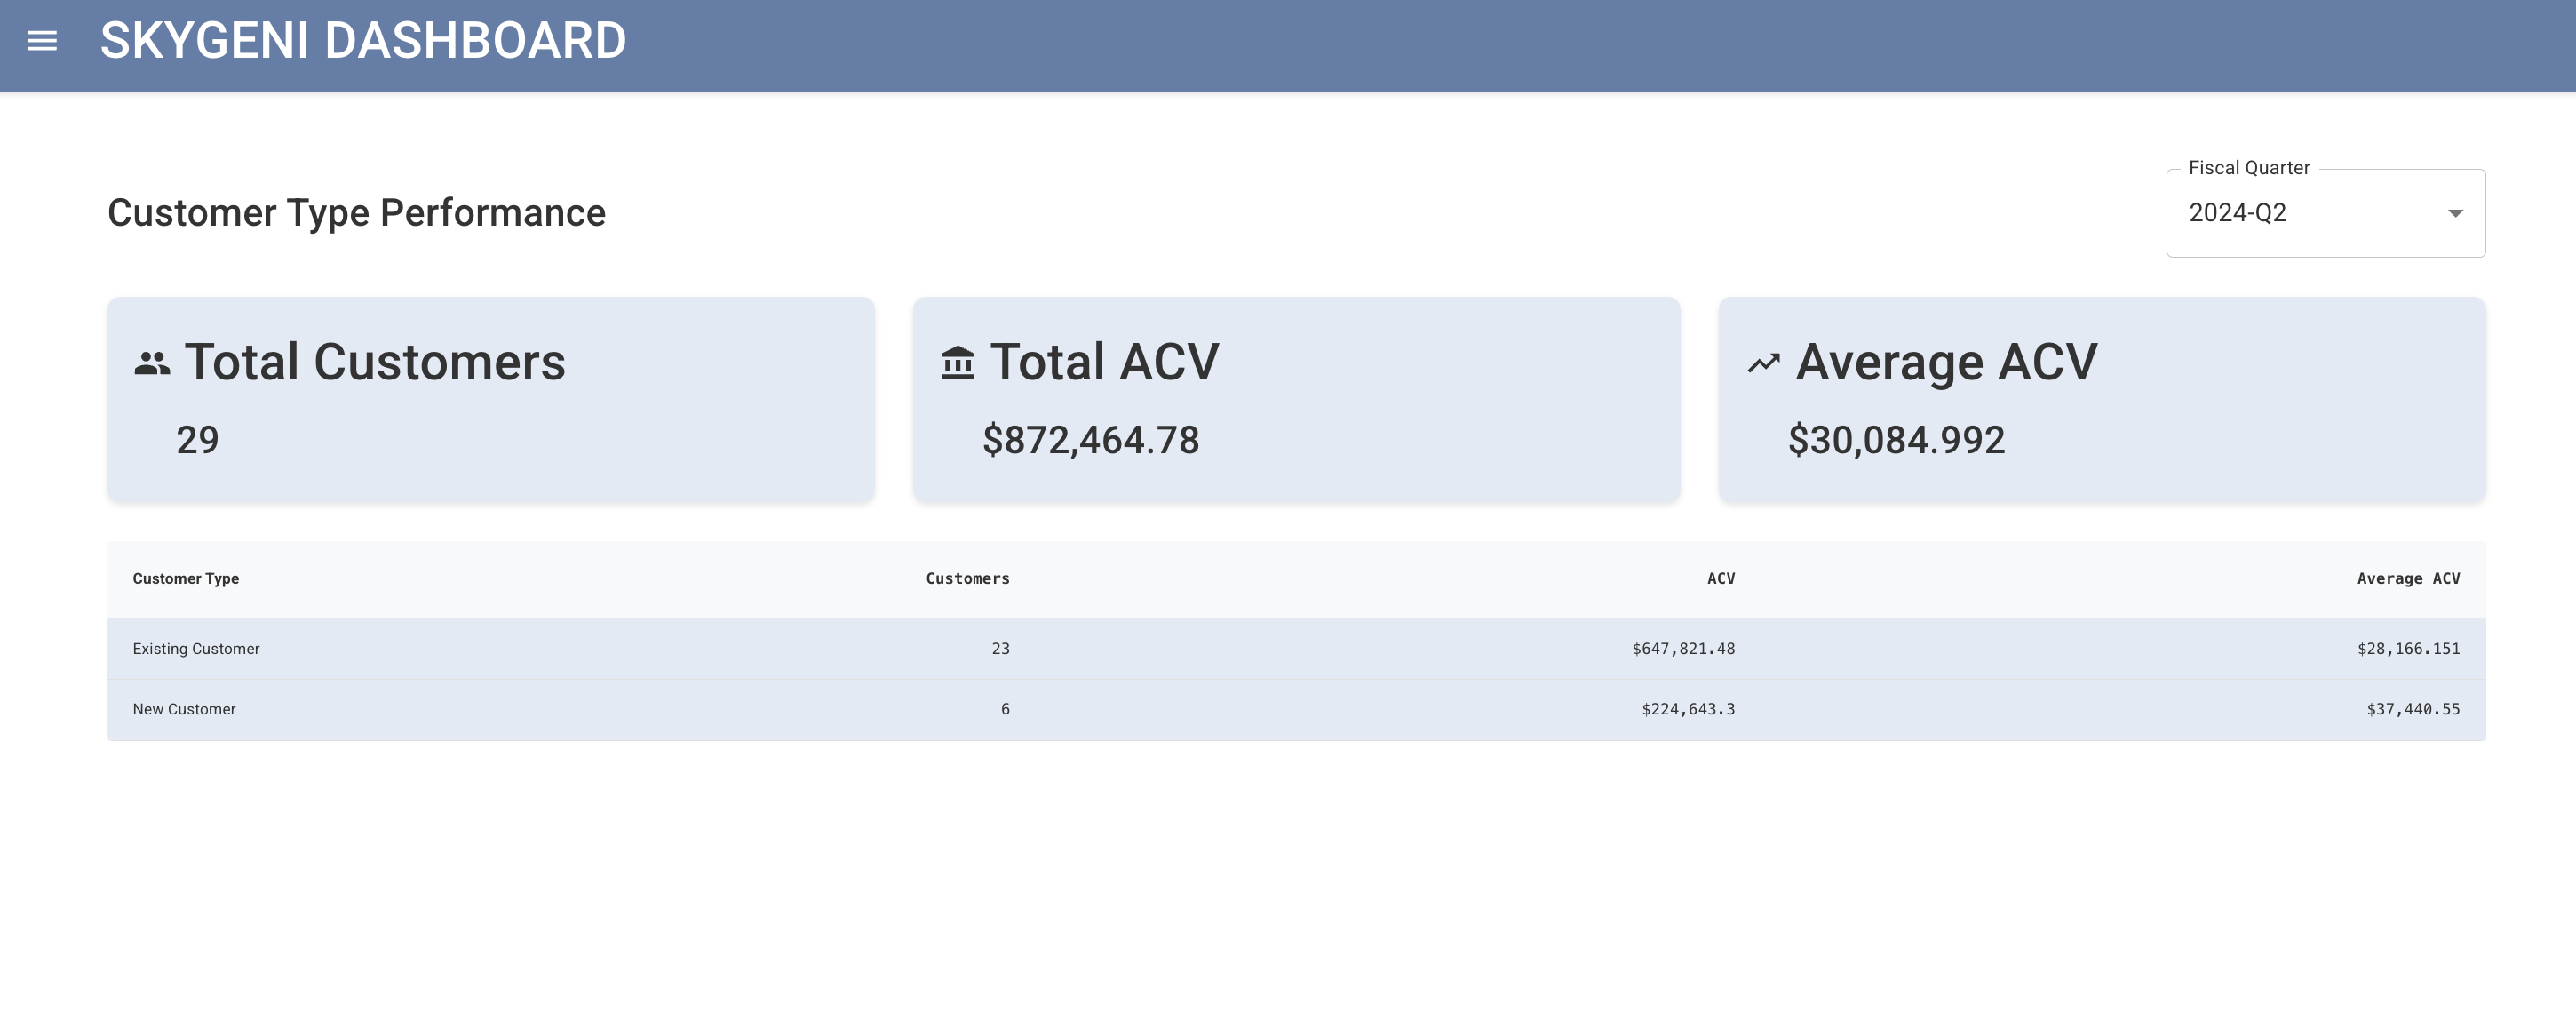 SKYGENI DASHBOARD
Fiscal Quarter
Customer Type Performance
2024-Q2
Total Customers
29
Total ACV
$872,464.78
Average ACV
$30,084.992
Customer Type Customers ACV Average ACV
Existing Customer 23 $647,821.48 $28,166.151
New Customer 6 $224,643.3 $37,440.55